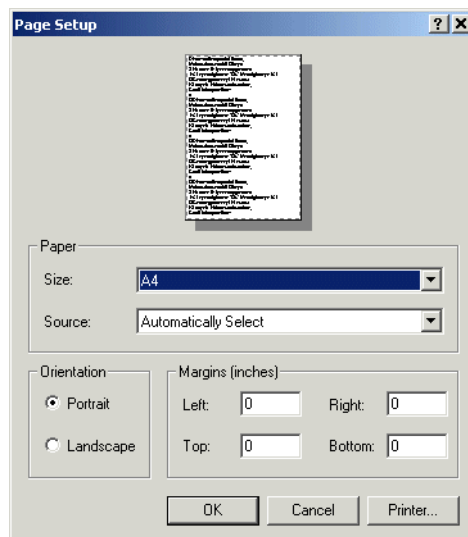 Page Setup
Paper
Size: A4
Source: Automatically Select
Orientation
Portrait
Landscape
Margins (inches)
Left: 0 Right: 0
Top: 0 Bottom: 0
OK Cancel Printer...